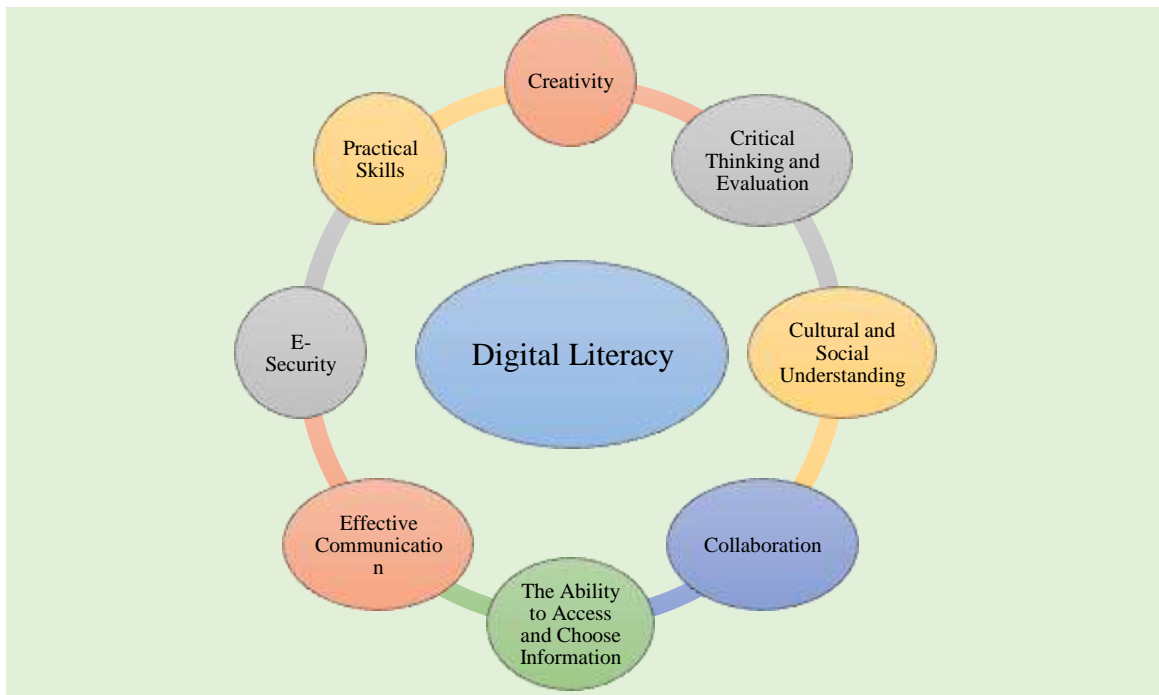 Creativity
Critical
Thinking and
Evaluation
Cultural and
Social
Understanding
Collaboration
The Ability
to Access
and Choose
Information
Effective
Communicatio
n
E-
Security
Practical
Skills
Digital Literacy